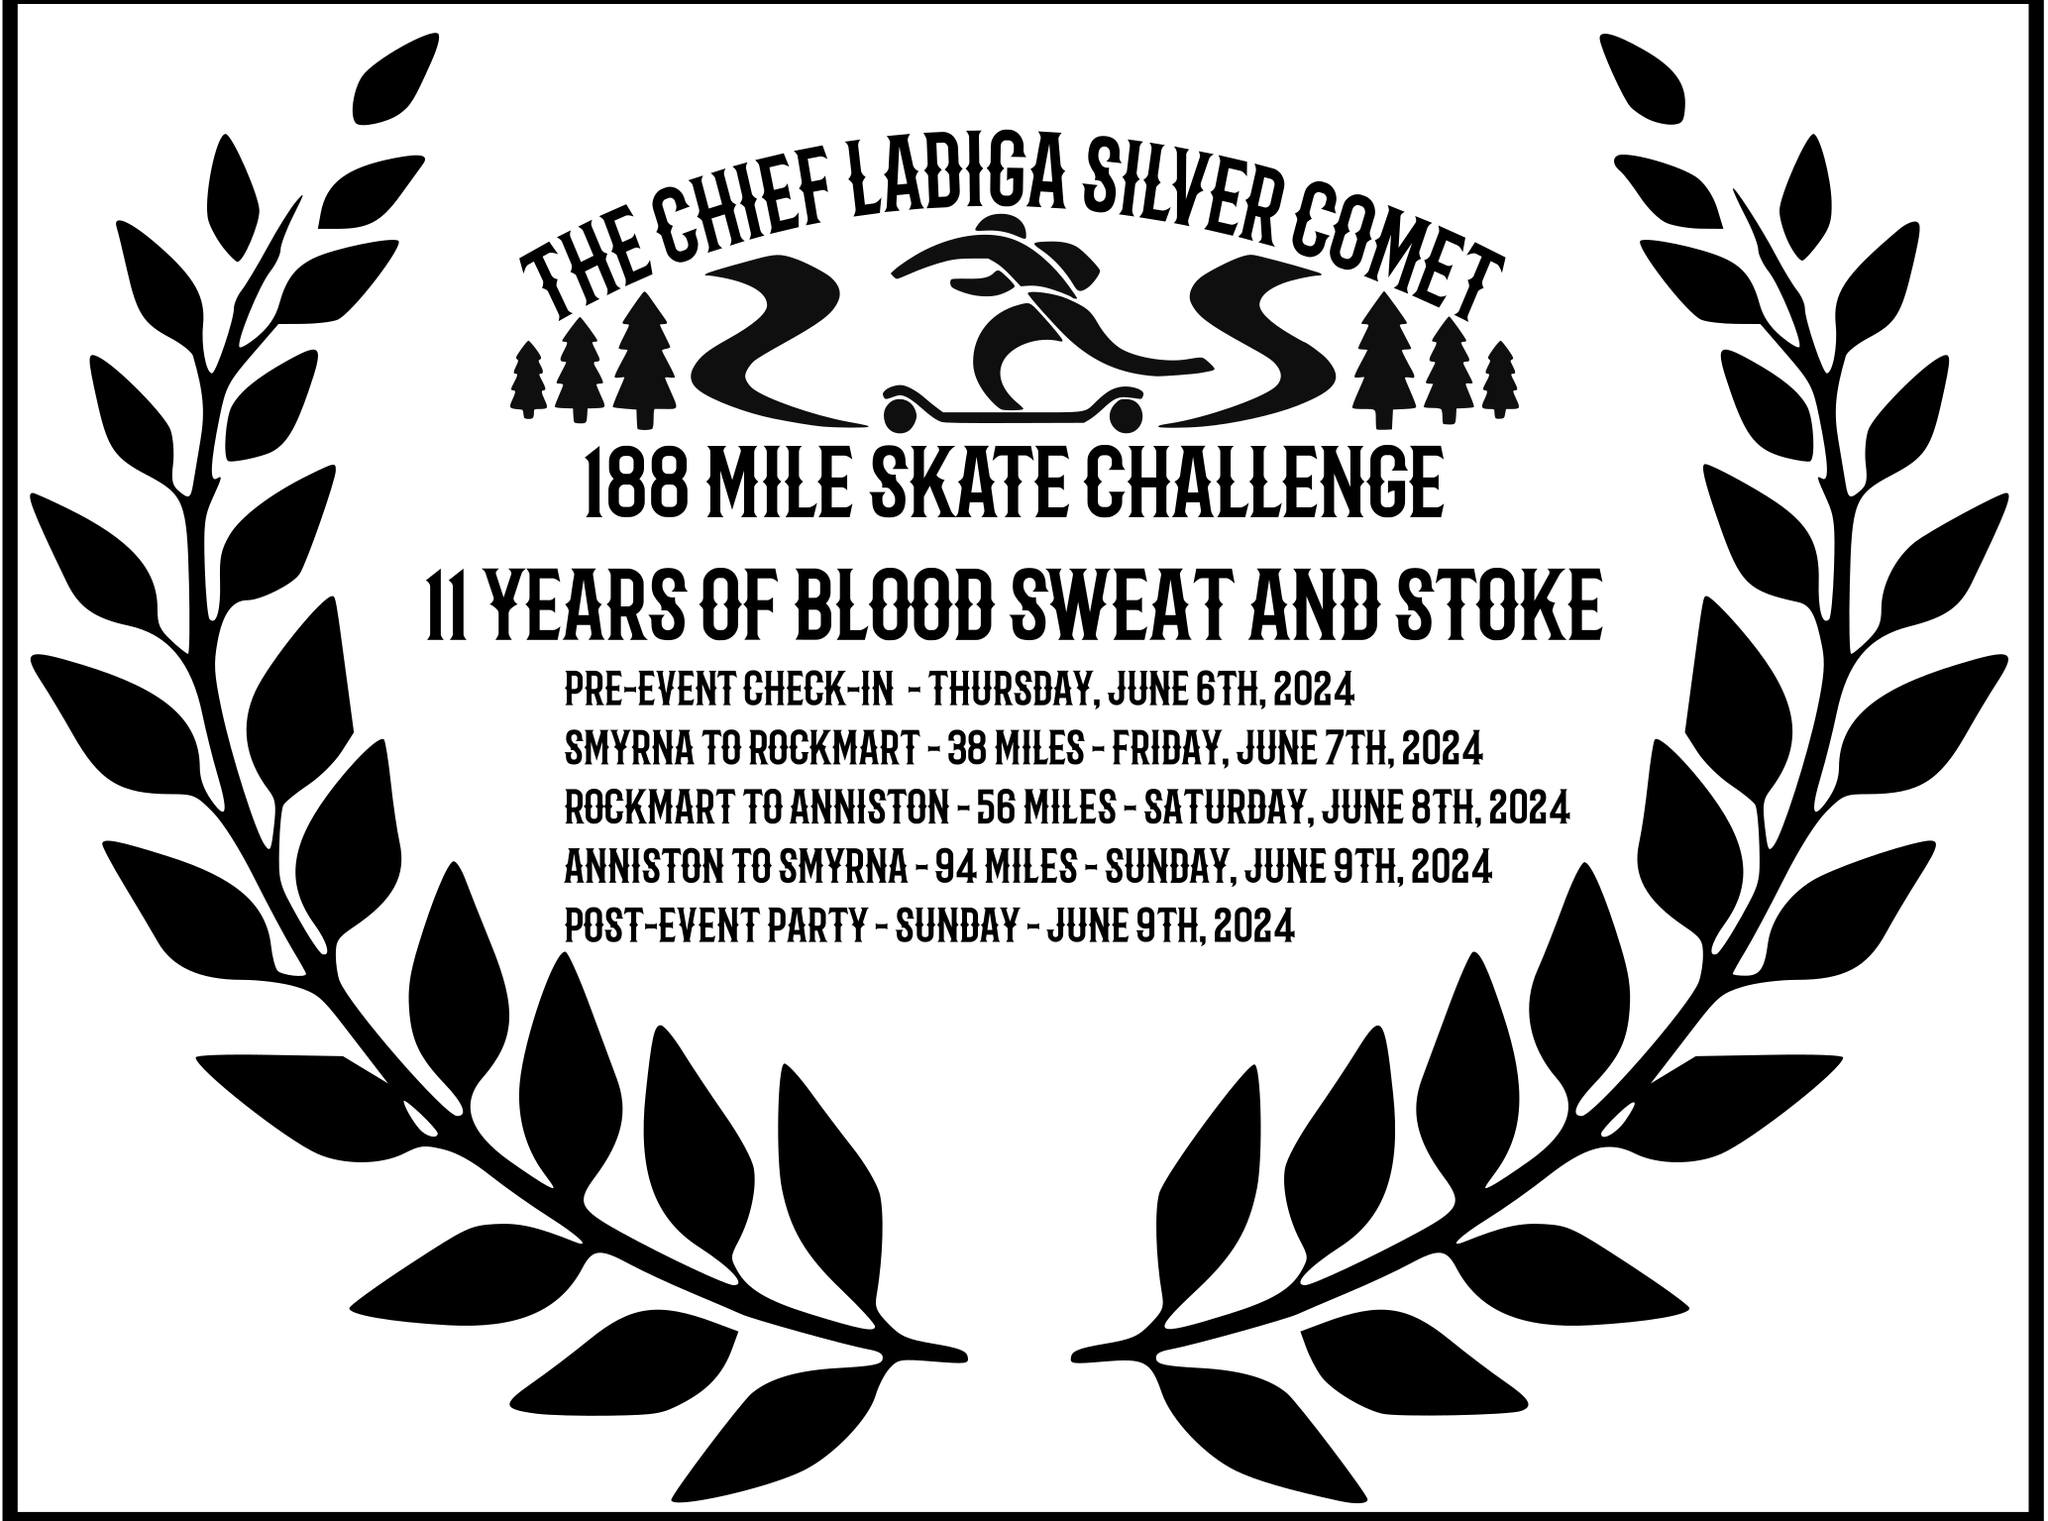 THE CHIEF LADIGA SILVER COMET
188 MILE SKATE CHALLENGE
11 YEARS OF BLOOD SWEAT AND STOKE
PRE-EVENT CHECK-IN - THURSDAY, JUNE 6TH, 2024
SMYRNA TO ROCKMART - 38 MILES - FRIDAY, JUNE 7TH, 2024
ROCKMART TO ANNISTON - 56 MILES - SATURDAY, JUNE 8TH, 2024
ANNISTON TO SMYRNA - 94 MILES - SUNDAY, JUNE 9TH, 2024
POST-EVENT PARTY - SUNDAY - JUNE 9TH, 2024